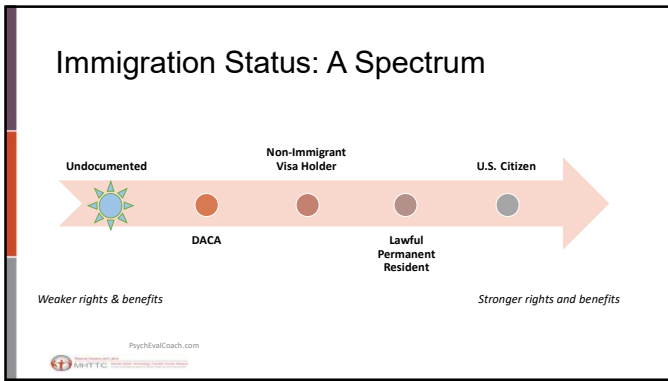 Immigration Status: A Spectrum
Undocumented
Non-Immigrant
Visa Holder
U.S. Citizen
DACA
Lawful
Permanent
Resident
Weaker rights & benefits
Stronger rights and benefits
PsychEvalCoach.com
MHTTC